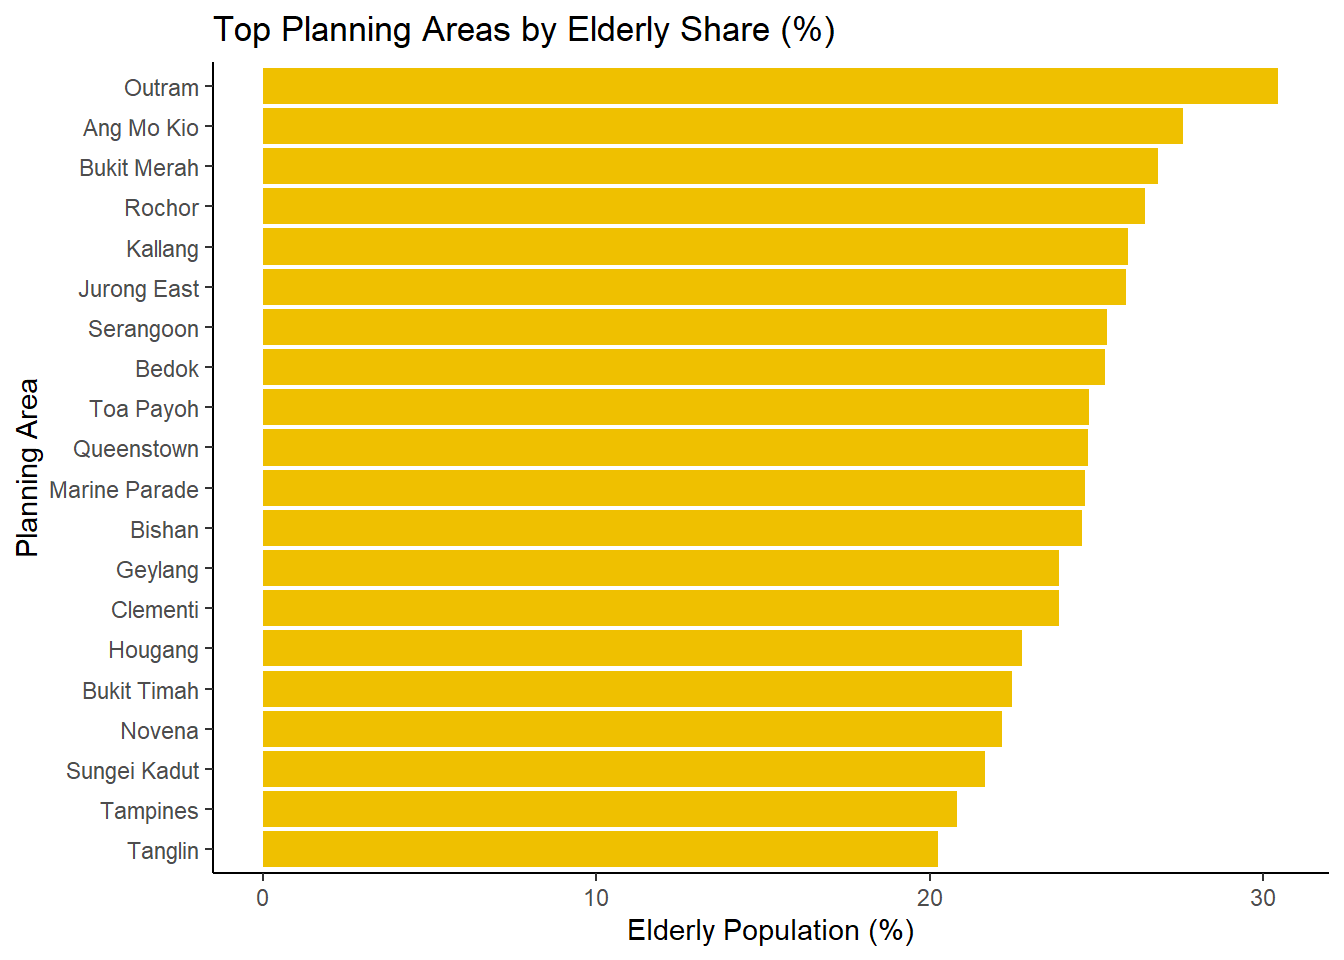 Top Planning Areas by Elderly Share (%)
Outram
Ang Mo Kio
Bukit Merah
Rochor
Kallang
Jurong East
Serangoon
Bedok
Toa Payoh
Queenstown
Marine Parade
Bishan
Geylang
Clementi
Hougang
Bukit Timah
Novena
Sungei Kadut
Tampines
Tanglin
Planning Area
0 10 20 30
Elderly Population (%)